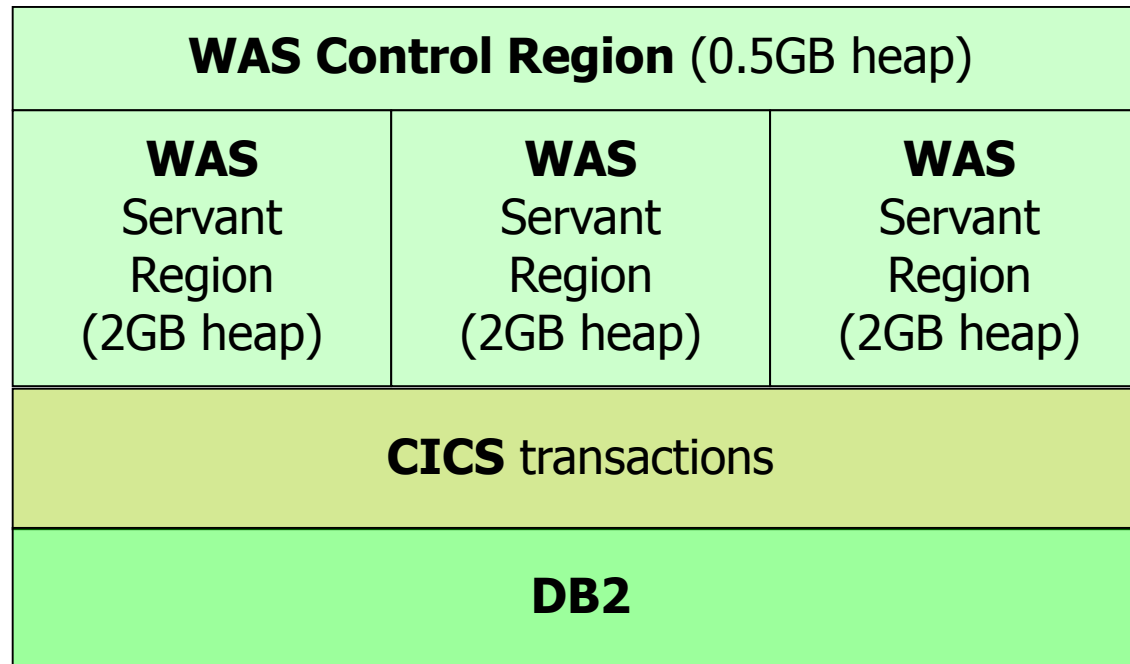 WAS Control Region (0.5GB heap)
WAS
Servant
Region
(2GB heap)
WAS
Servant
Region
(2GB heap)
WAS
Servant
Region
(2GB heap)
CICS transactions
DB2